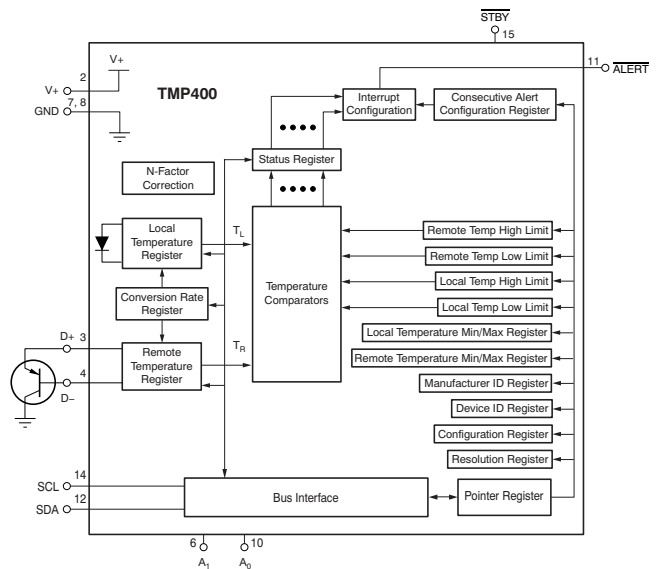 STBY
15
11
ALERT
V+
2
V+
7, 8
GND
TMP400
Interrupt
Configuration
Consecutive Alert
Configuration Register
Status Register
N-Factor
Correction
Local
Temperature
Register
TL
Remote Temp High Limit
Remote Temp Low Limit
Temperature
Comparators
Local Temp High Limit
Conversion Rate
Register
Local Temp Low Limit
Local Temperature Min/Max Register
D+
3
Remote
Temperature
Register
TR
Remote Temperature Min/Max Register
4
D−
Manufacturer ID Register
Device ID Register
Configuration Register
Resolution Register
14
SCL
12
SDA
Bus Interface
Pointer Register
6
10
A1
A0